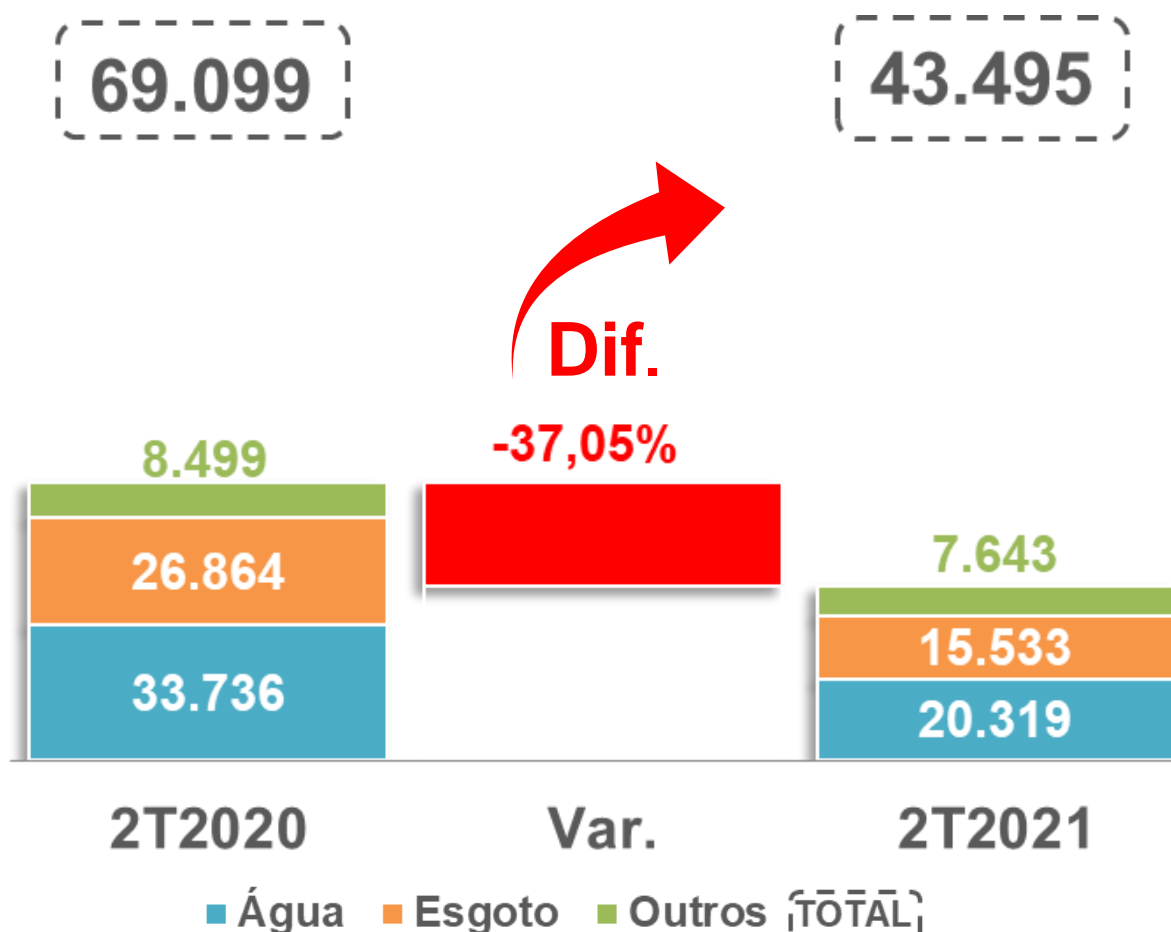 69.099
43.495
Dif.
8.499
-37,05%
26.864
33.736
7.643
15.533
20.319
2T2020
Var.
2T2021
Água
Esgoto
Outros
TOTAL